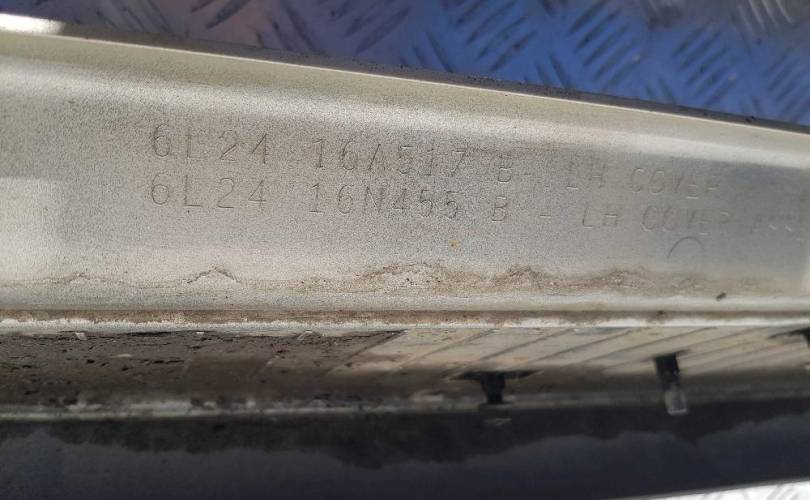 6L24 16A517 B - LH COVER
6L24 16N455 B - LH COVER